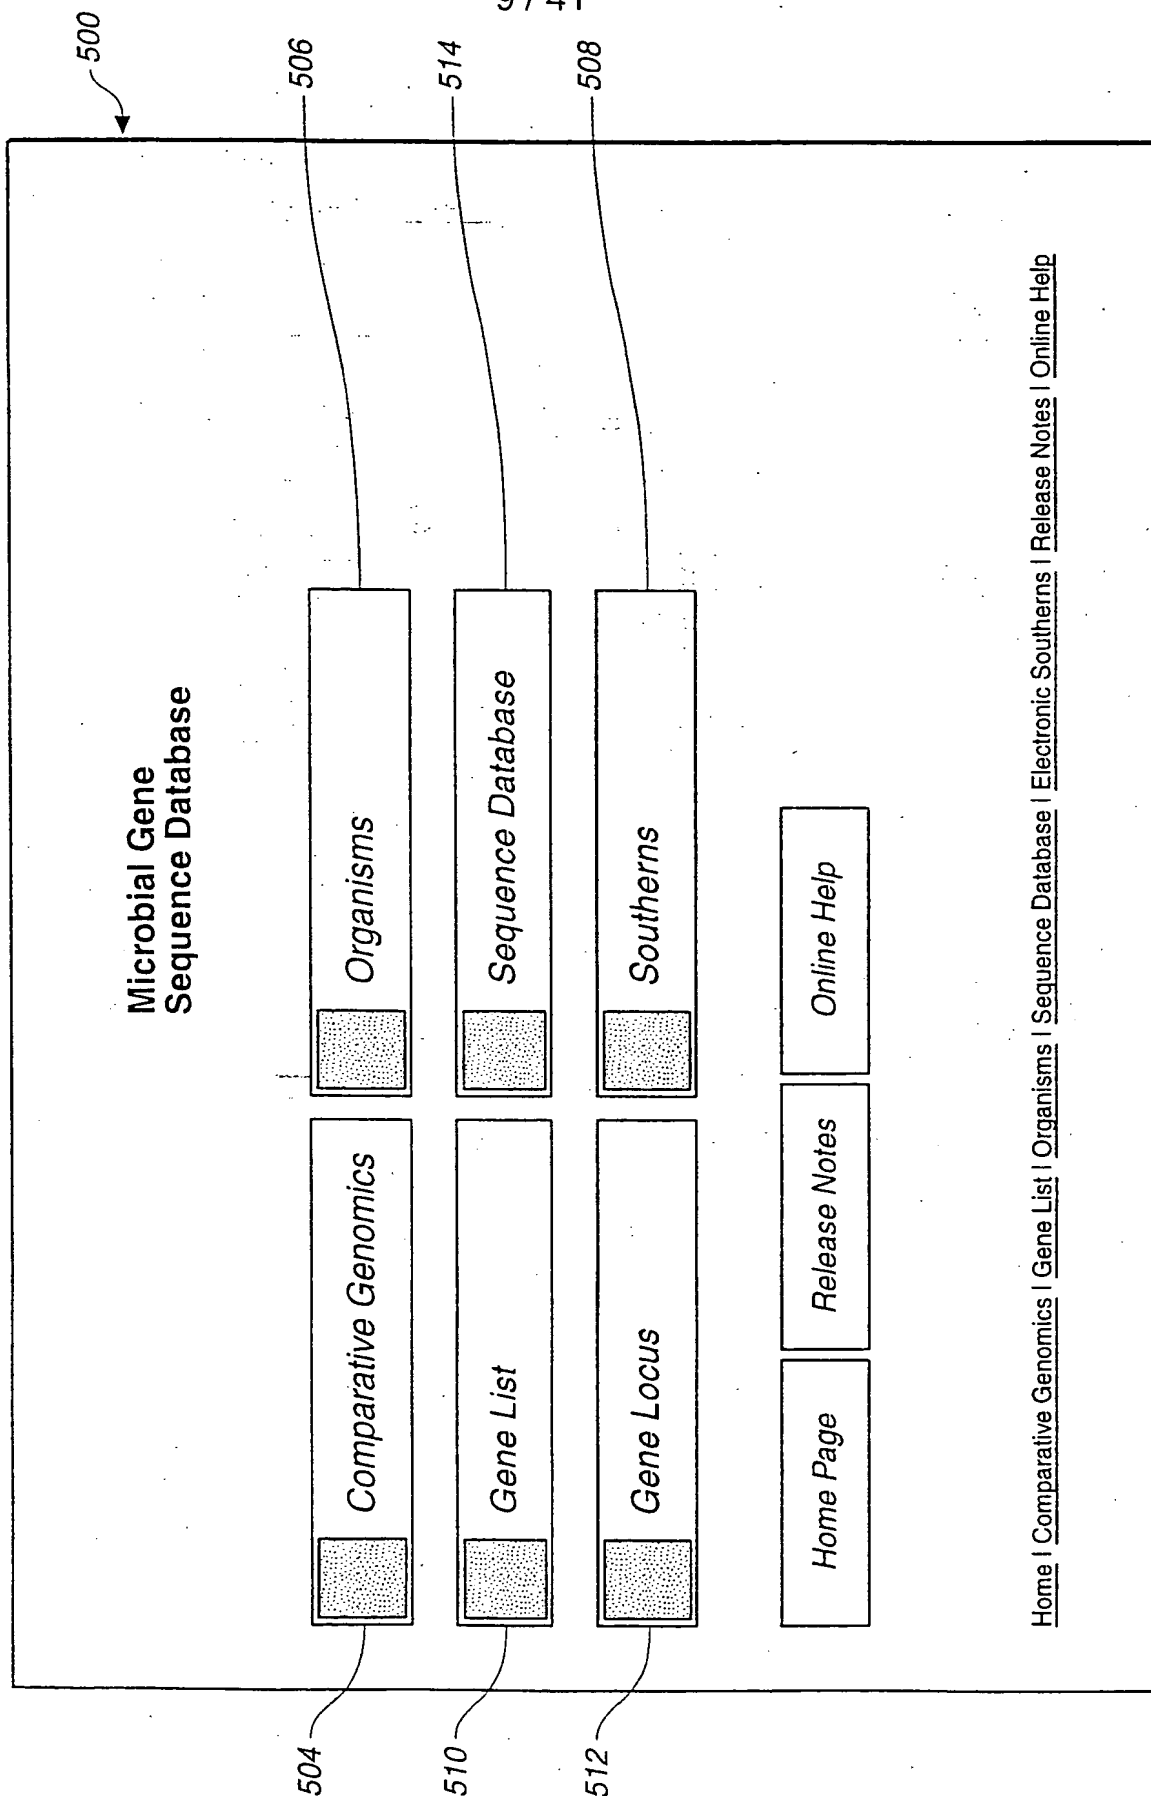 9 / 41
500
Microbial Gene
Sequence Database
504
Comparative Genomics
Organisms
506
510
Gene List
Sequence Database
514
512
Gene Locus
Southerns
508
Home Page
Release Notes
Online Help
Home | Comparative Genomics | Gene List | Organisms | Sequence Database | Electronic Southerns | Release Notes | Online Help